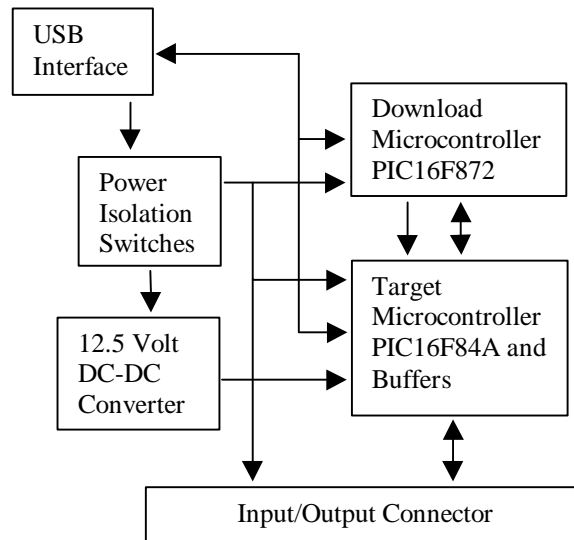 USB
Interface
Download
Microcontroller
PIC16F872
Power
Isolation
Switches
Target
Microcontroller
PIC16F84A and
Buffers
12.5 Volt
DC-DC
Converter
Input/Output Connector